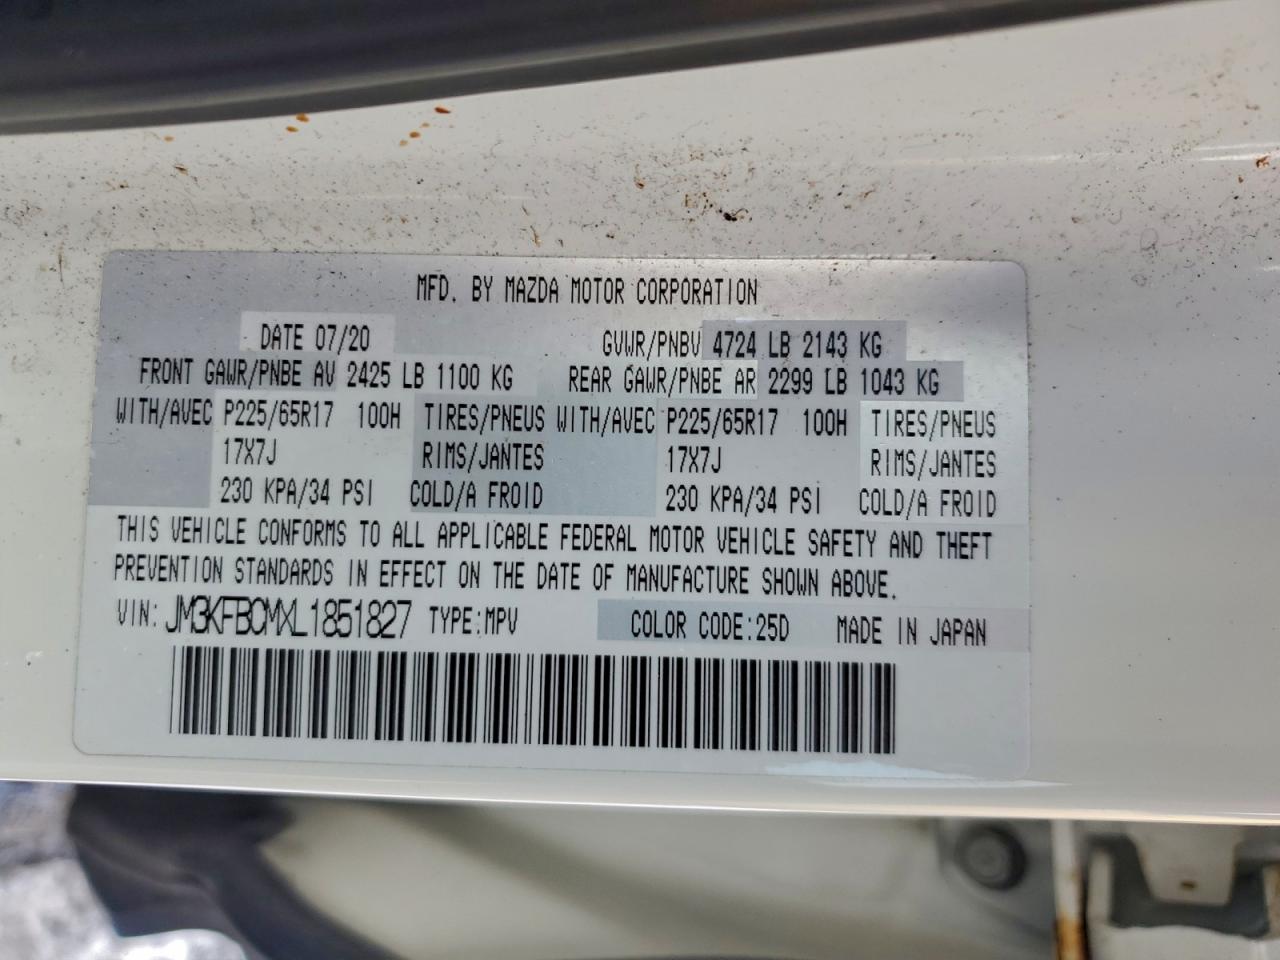 MFD. BY MAZDA MOTOR CORPORATION
DATE 07/20 GVWR/PNBV 4724 LB 2143 KG
FRONT GAWR/PNBE AV 2425 LB 1100 KG REAR GAWR/PNBE AR 2299 LB 1043 KG
WITH/AVEC P225/65R17 100H TIRES/PNEUS WITH/AVEC P225/65R17 100H TIRES/PNEUS
17X7J RIMS/JANTES 17X7J RIMS/JANTES
230 KPA/34 PSI COLD/A FROID 230 KPA/34 PSI COLD/A FROID
THIS VEHICLE CONFORMS TO ALL APPLICABLE FEDERAL MOTOR VEHICLE SAFETY AND THEFT
PREVENTION STANDARDS IN EFFECT ON THE DATE OF MANUFACTURE SHOWN ABOVE.
VIN: JM3KFBCMXL1851827 TYPE:MPV COLOR CODE:25D MADE IN JAPAN